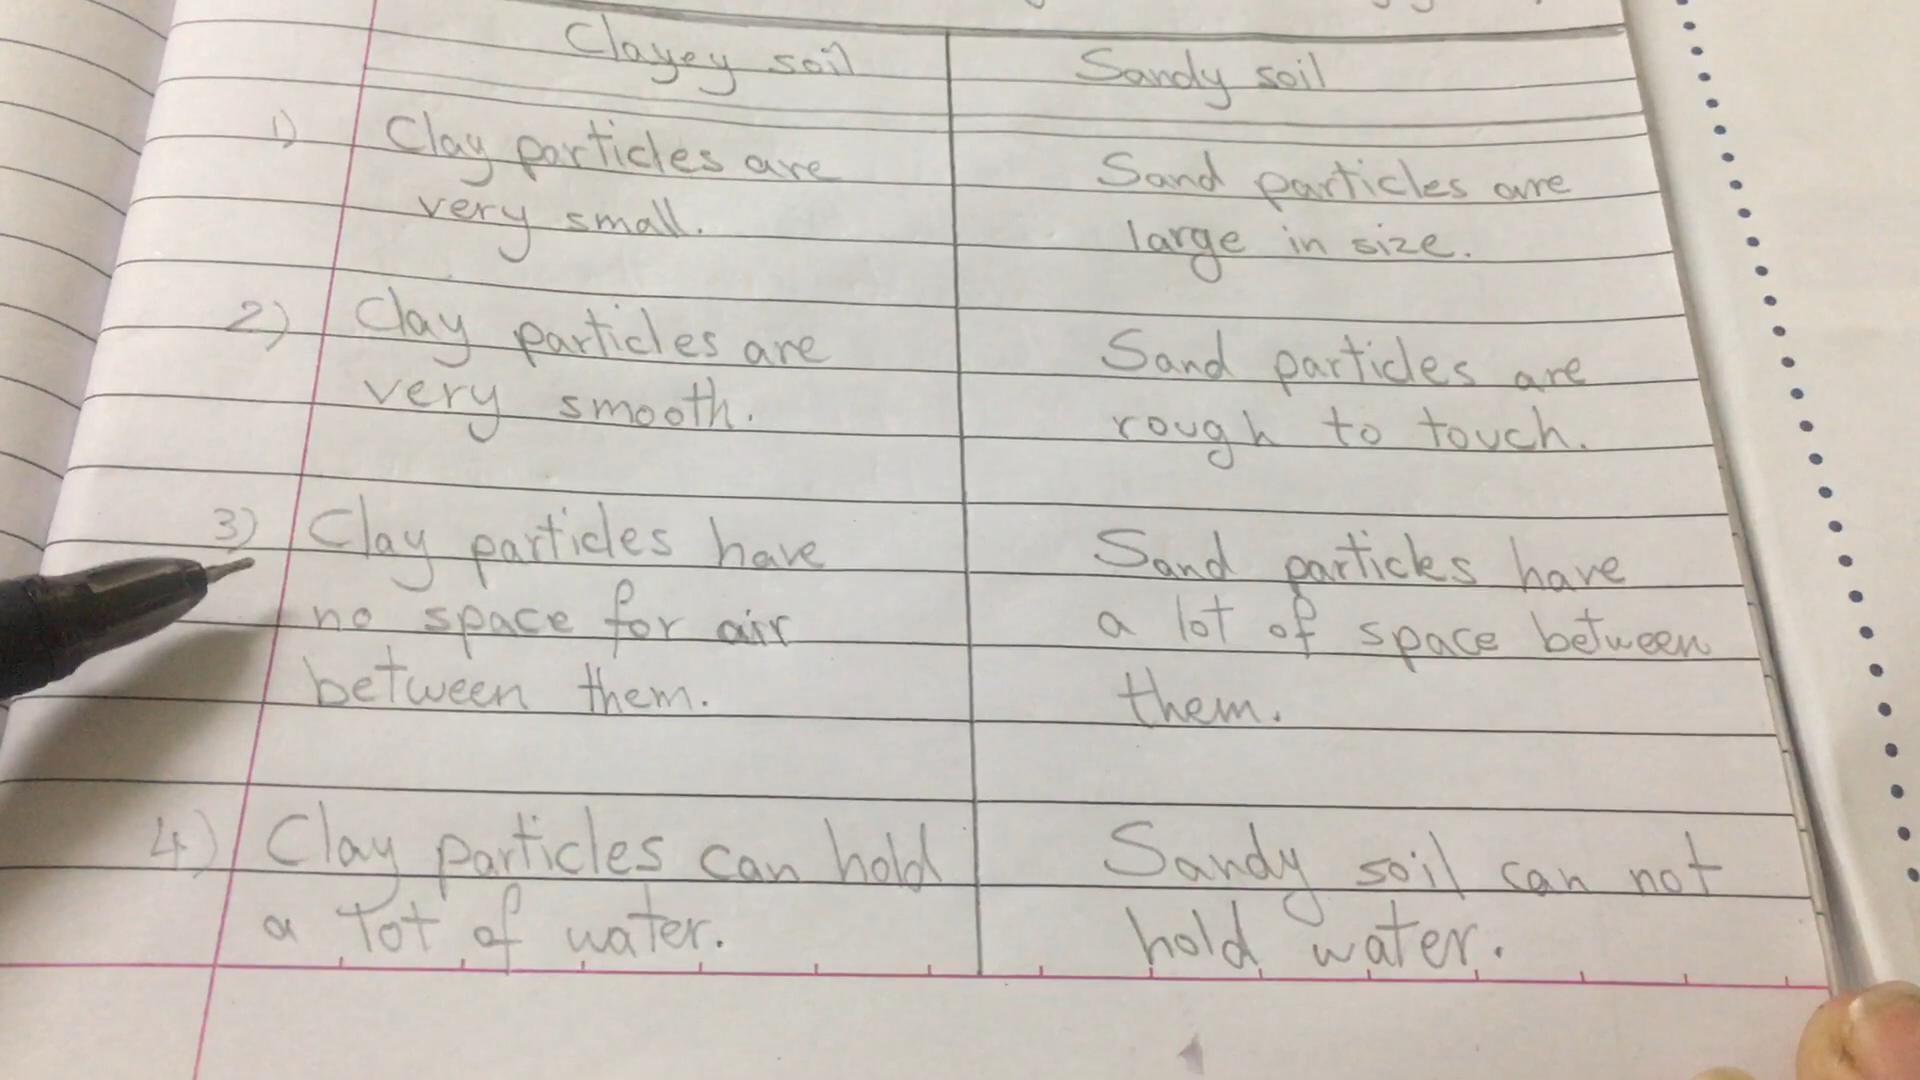 Clayey soil Sandy soil
1) Clay particles are
very small.
Sand particles are
large in size.
2) Clay particles are
very smooth.
Sand particles are
rough to touch.
3) Clay particles have
no space for air
between them.
Sand particles have
a lot of space between
them.
4) Clay particles can hold
a lot of water.
Sandy soil can not
hold water.